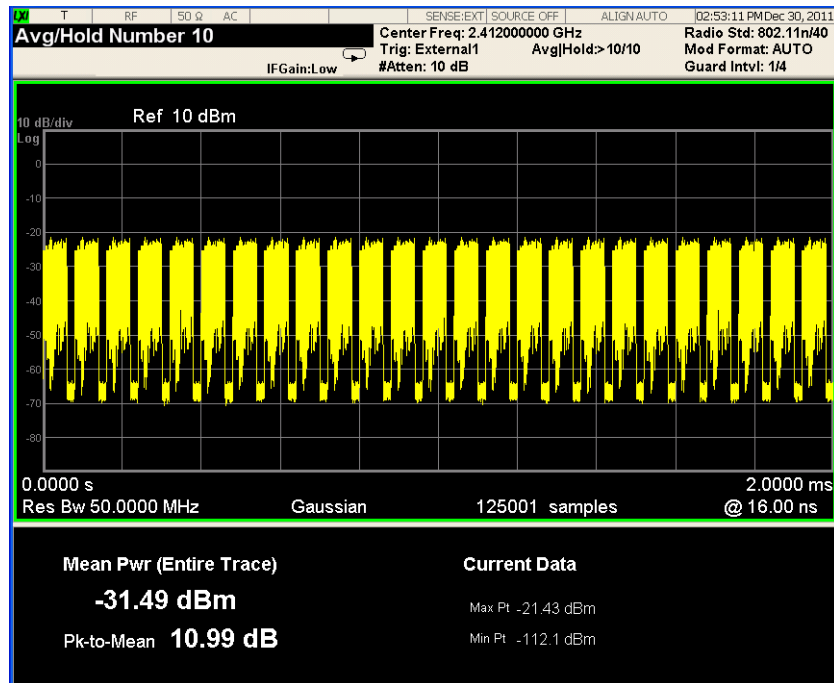 LXI T RF 50 Ω AC SENSE:EXT SOURCE OFF ALIGN AUTO 02:53:11 PM Dec 30, 2011
Avg/Hold Number 10
Center Freq: 2.412000000 GHz
Radio Std: 802.11n/40
Trig: External1 Avg|Hold:>10/10
Mod Format: AUTO
IFGain:Low
#Atten: 10 dB
Guard Intvl: 1/4
10 dB/div Ref 10 dBm
Log
0
-10
-20
-30
-40
-50
-60
-70
-80
0.0000 s 2.0000 ms
Res Bw 50.0000 MHz Gaussian 125001 samples @ 16.00 ns
Mean Pwr (Entire Trace)
-31.49 dBm
Pk-to-Mean 10.99 dB
Current Data
Max Pt -21.43 dBm
Min Pt -112.1 dBm